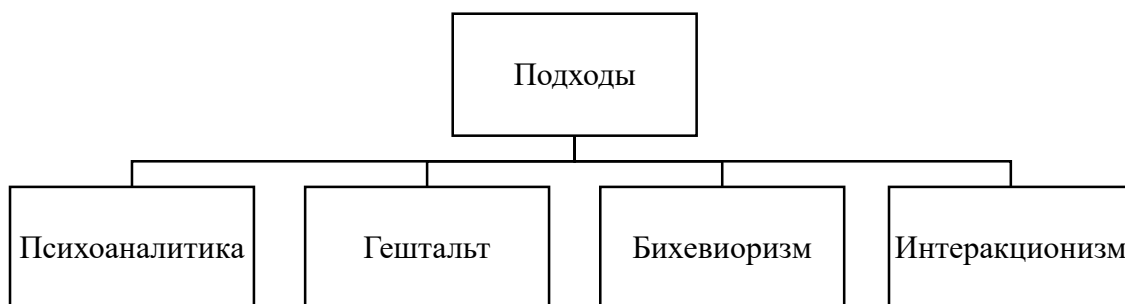 Подходы
Психоаналитика
Гештальт
Бихевиоризм
Интеракционизм